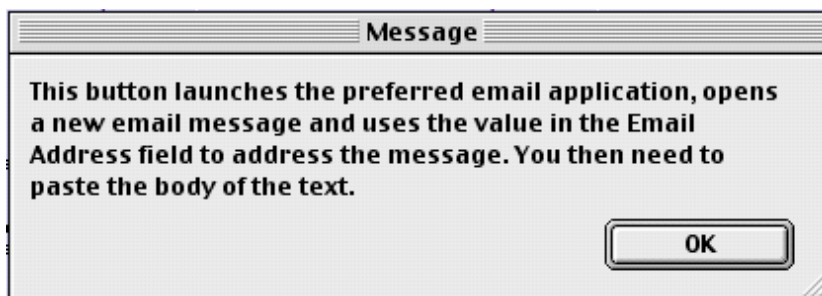 Message
This button launches the preferred email application, opens
a new email message and uses the value in the Email
Address field to address the message. You then need to
paste the body of the text.
OK